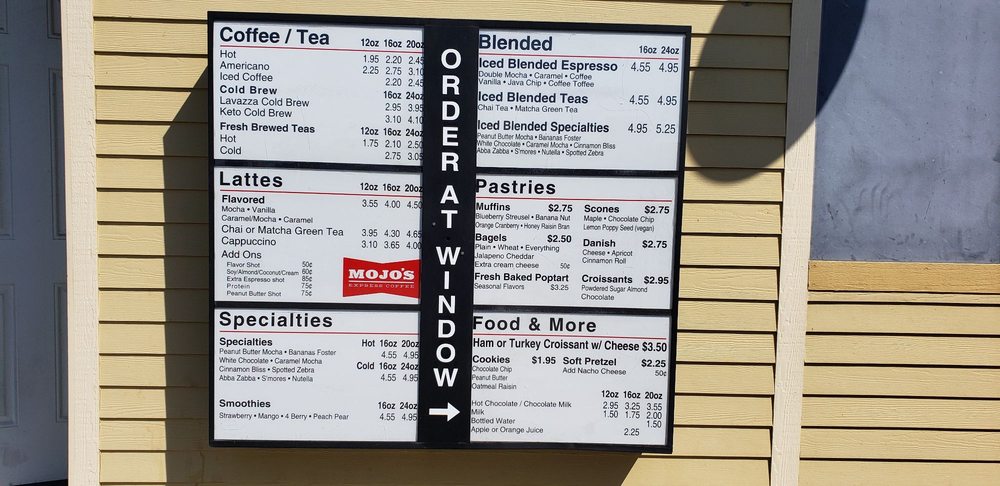 Coffee / Tea 12oz 16oz 20oz
Hot 1.95 2.20 2.45
Americano 2.25 2.75 3.10
Iced Coffee 2.20 2.45
Cold Brew 16oz 24oz
Lavazza Cold Brew 2.95 3.95
Keto Cold Brew 3.10 4.10
Fresh Brewed Teas 12oz 16oz 24oz
Hot 1.75 2.10 2.50
Cold 2.75 3.05
Lattes 12oz 16oz 20oz
Flavored 3.55 4.00 4.50
Mocha • Vanilla
Caramel/Mocha • Caramel
Chai or Matcha Green Tea 3.95 4.30 4.65
Cappuccino 3.10 3.65 4.00
Add Ons
Flavor Shot 50¢
Soy/Almond/Coconut/Cream 60¢
Extra Espresso shot 85¢
Protein 75¢
Peanut Butter Shot 75¢
MOJO'S
EXPRESS COFFEE
Specialties
Specialties Hot 16oz 20oz
Peanut Butter Mocha • Bananas Foster 4.55 4.95
White Chocolate • Caramel Mocha Cold 16oz 24oz
Cinnamon Bliss • Spotted Zebra
Abba Zabba • S'mores • Nutella 4.55 4.95
Smoothies 16oz 24oz
Strawberry • Mango • 4 Berry • Peach Pear 4.55 4.95
ORDER AT WINDOW →
Blended 16oz 24oz
Iced Blended Espresso 4.55 4.95
Double Mocha • Caramel • Coffee
Vanilla • Java Chip • Coffee Toffee
Iced Blended Teas 4.55 4.95
Chai Tea • Matcha Green Tea
Iced Blended Specialties 4.95 5.25
Peanut Butter Mocha • Bananas Foster
White Chocolate • Caramel Mocha • Cinnamon Bliss
Abba Zabba • S'mores • Nutella • Spotted Zebra
Pastries
Muffins $2.75
Blueberry Streusel • Banana Nut
Orange Cranberry • Honey Raisin Bran
Bagels $2.50
Plain • Wheat • Everything
Jalapeno Cheddar
Extra cream cheese 50¢
Fresh Baked Poptart
Seasonal Flavors $3.25
Scones $2.75
Maple • Chocolate Chip
Lemon Poppy Seed (vegan)
Danish $2.75
Cheese • Apricot
Cinnamon Roll
Croissants $2.95
Powdered Sugar Almond
Chocolate
Food & More
Ham or Turkey Croissant w/ Cheese $3.50
Cookies $1.95
Chocolate Chip
Peanut Butter
Oatmeal Raisin
Soft Pretzel $2.25
Add Nacho Cheese 50¢
12oz 16oz 20oz
Hot Chocolate / Chocolate Milk 2.95 3.25 3.55
Milk 1.50 1.75 2.00
Bottled Water 1.50
Apple or Orange Juice 2.25